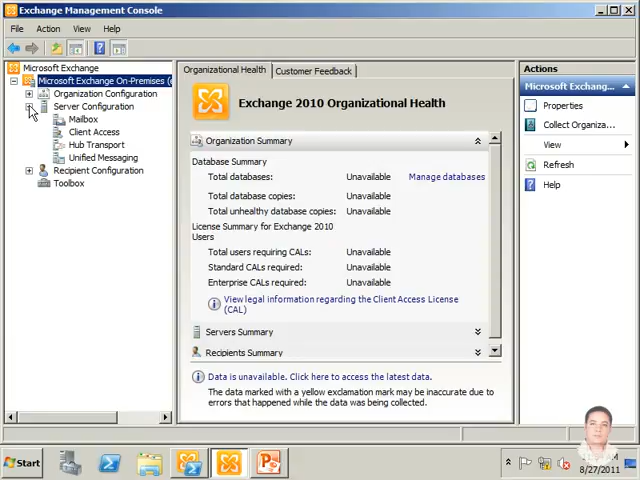 Exchange Management Console
File Action View Help
Microsoft Exchange
Microsoft Exchange On-Premises (
Organization Configuration
Server Configuration
Mailbox
Client Access
Hub Transport
Unified Messaging
Recipient Configuration
Toolbox
Organizational Health Customer Feedback
Exchange 2010 Organizational Health
Organization Summary
Database Summary
Total databases: Unavailable Manage databases
Total database copies: Unavailable
Total unhealthy database copies: Unavailable
License Summary for Exchange 2010
Users
Total users requiring CALs: Unavailable
Standard CALs required: Unavailable
Enterprise CALs required: Unavailable
View legal information regarding the Client Access License
(CAL)
Servers Summary
Recipients Summary
Data is unavailable. Click here to access the latest data.
The data marked with a yellow exclamation mark may be inaccurate due to
errors that happened while the data was being collected.
Actions
Microsoft Exchang...
Properties
Collect Organiza...
View
Refresh
Help
Start
8/27/2011